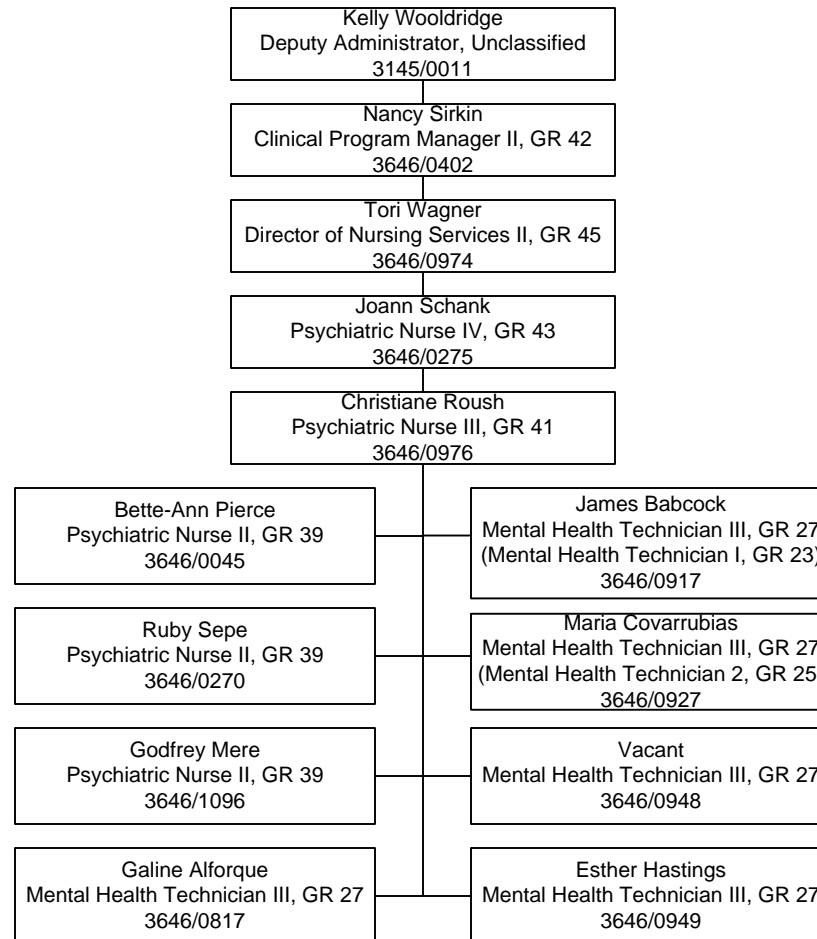 Kelly Wooldridge
Deputy Administrator, Unclassified
3145/0011
Nancy Sirkin
Clinical Program Manager II, GR 42
3646/0402
Tori Wagner
Director of Nursing Services II, GR 45
3646/0974
Joann Schank
Psychiatric Nurse IV, GR 43
3646/0275
Christiane Roush
Psychiatric Nurse III, GR 41
3646/0976
Bette-Ann Pierce
Psychiatric Nurse II, GR 39
3646/0045
James Babcock
Mental Health Technician III, GR 27
(Mental Health Technician I, GR 23)
3646/0917
Ruby Sepe
Psychiatric Nurse II, GR 39
3646/0270
Maria Covarrubias
Mental Health Technician III, GR 27
(Mental Health Technician 2, GR 25
3646/0927
Godfrey Mere
Psychiatric Nurse II, GR 39
3646/1096
Vacant
Mental Health Technician III, GR 27
3646/0948
Galine Alforque
Mental Health Technician III, GR 27
3646/0817
Esther Hastings
Mental Health Technician III, GR 27
3646/0949